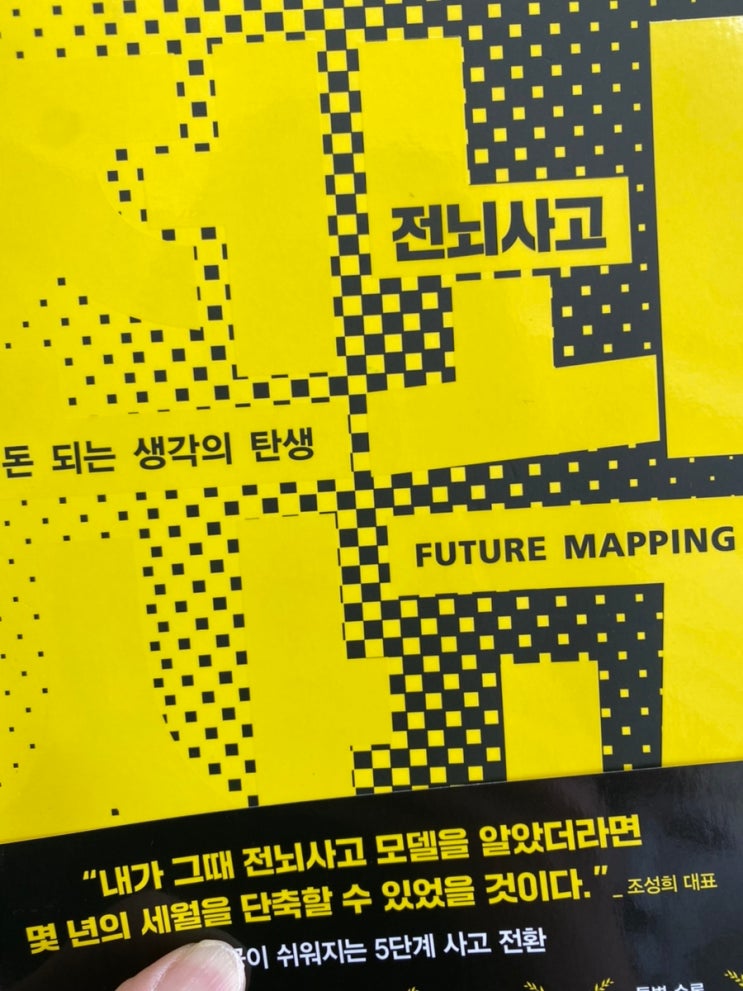 전뇌사고
돈 되는 생각의 탄생
FUTURE MAPPING
“내가 그때 전뇌사고 모델을 알았더라면
몇 년의 세월을 단축할 수 있었을 것이다.”_조성희 대표
쉬워지는 5단계 사고 전환